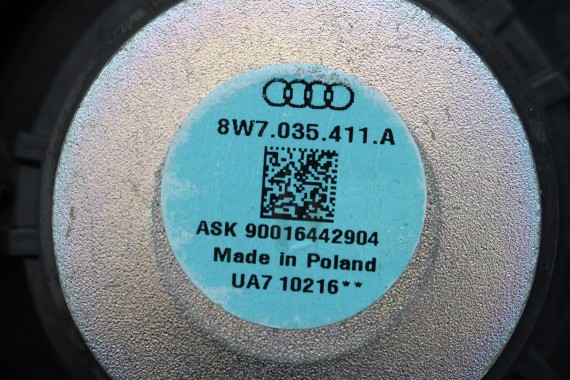 8W7.035.411.A
ASK 90016442904
Made in Poland
UA7 10216**